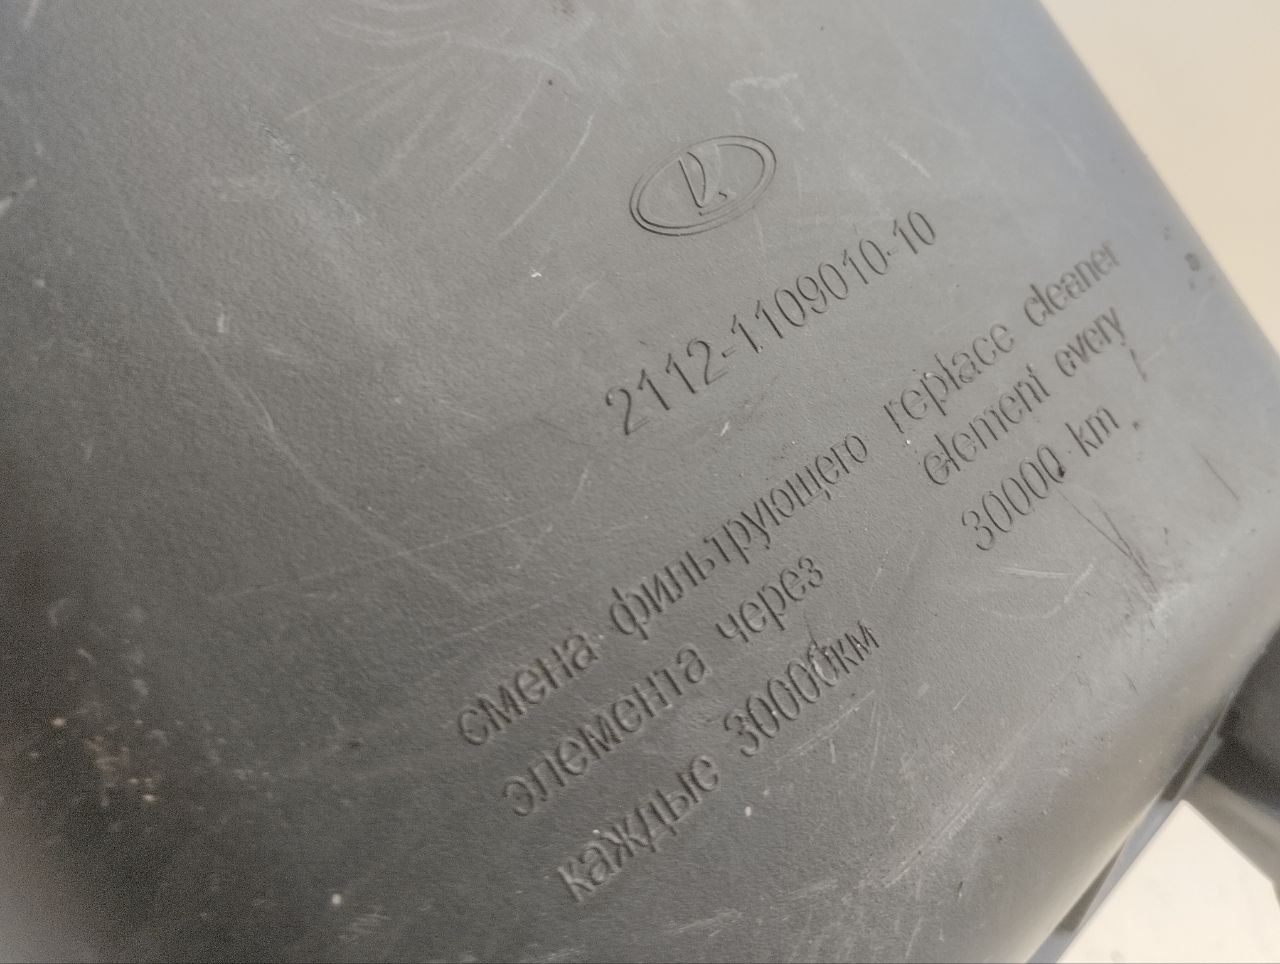 2112-1109010-10
смена фильтрующего
элемента через
каждые 30000км
replace cleaner
element every
30000 km